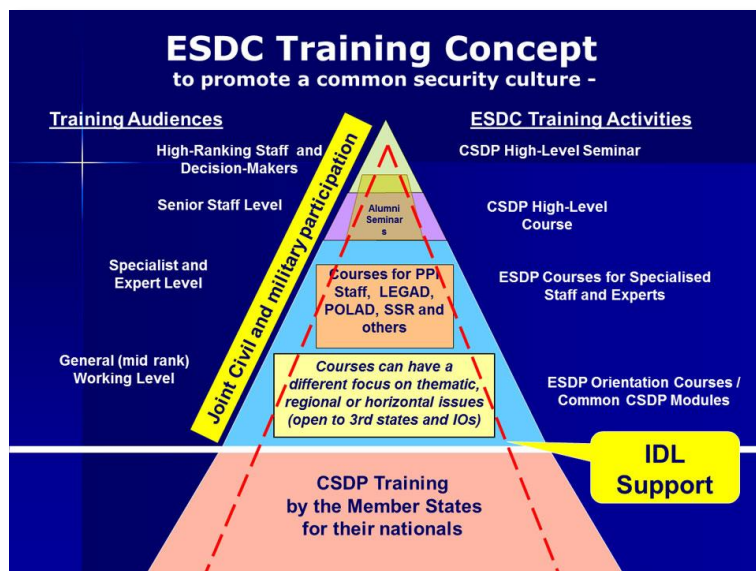 ESDC Training Concept
to promote a common security culture -
Training Audiences
ESDC Training Activities
High-Ranking Staff and
Decision-Makers
CSDP High-Level Seminar
Senior Staff Level
Alumni
Seminar
s
CSDP High-Level
Course
Joint Civil and military participation
Specialist and
Expert Level
Courses for PPI
Staff, LEGAD,
POLAD, SSR and
others
ESDP Courses for Specialised
Staff and Experts
General (mid rank)
Working Level
Courses can have a
different focus on thematic,
regional or horizontal issues
(open to 3rd states and IOs)
ESDP Orientation Courses /
Common CSDP Modules
IDL
Support
CSDP Training
by the Member States
for their nationals